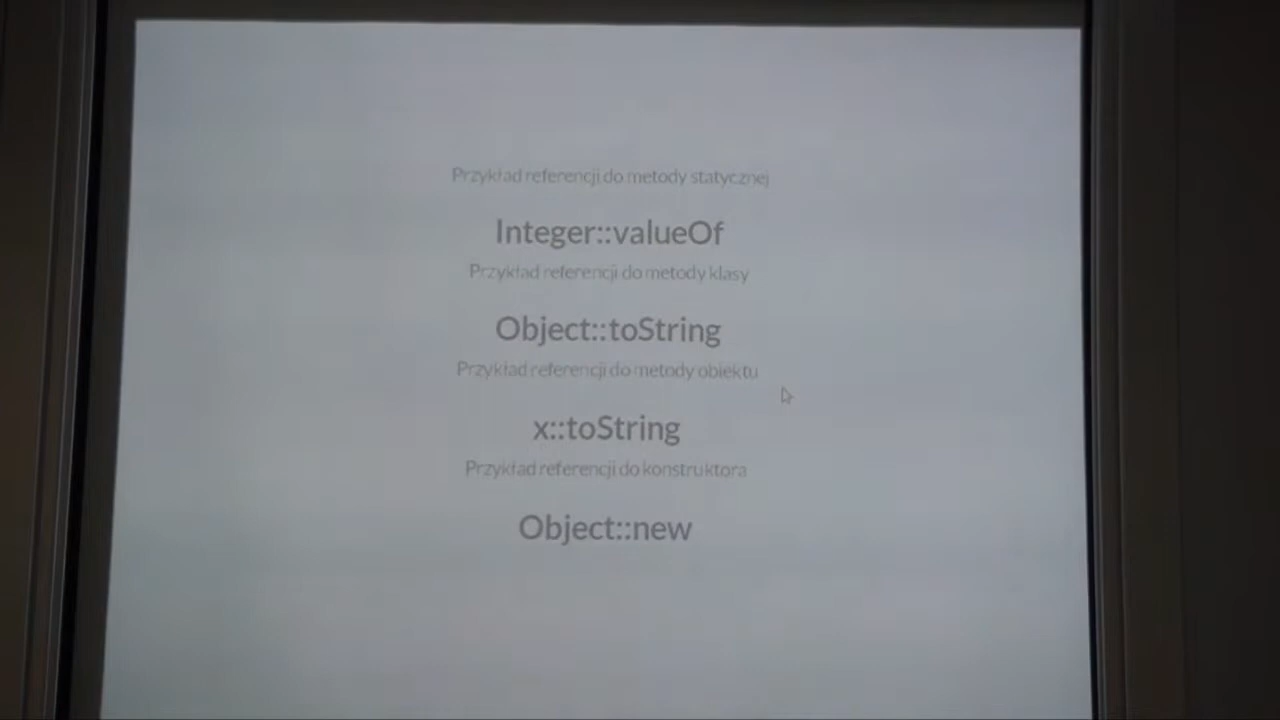 Przykład referencji do metody statycznej
Integer::valueOf
Przykład referencji do metody klasy
Object::toString
Przykład referencji do metody obiektu
x::toString
Przykład referencji do konstruktora
Object::new